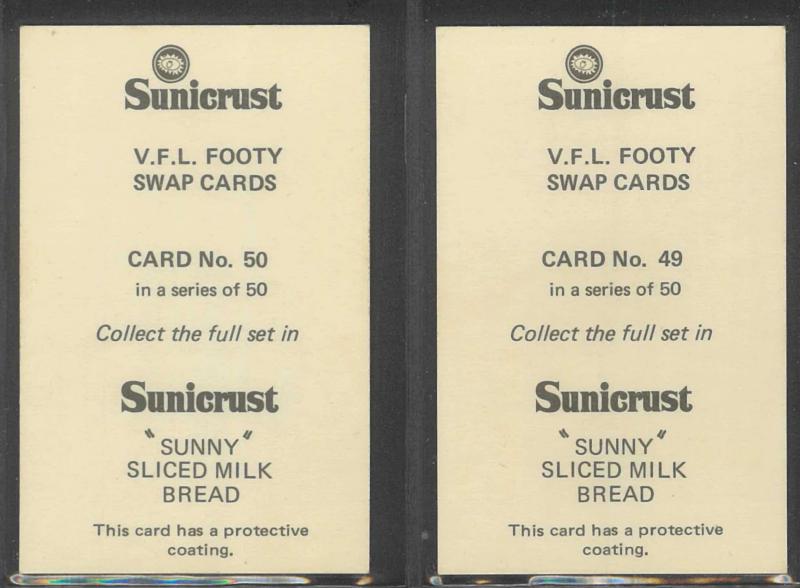 Sunicrust
V.F.L. FOOTY
SWAP CARDS
CARD No. 50
in a series of 50
Collect the full set in
Sunicrust
"SUNNY"
SLICED MILK
BREAD
This card has a protective
coating.
Sunicrust
V.F.L. FOOTY
SWAP CARDS
CARD No. 49
in a series of 50
Collect the full set in
Sunicrust
"SUNNY"
SLICED MILK
BREAD
This card has a protective
coating.